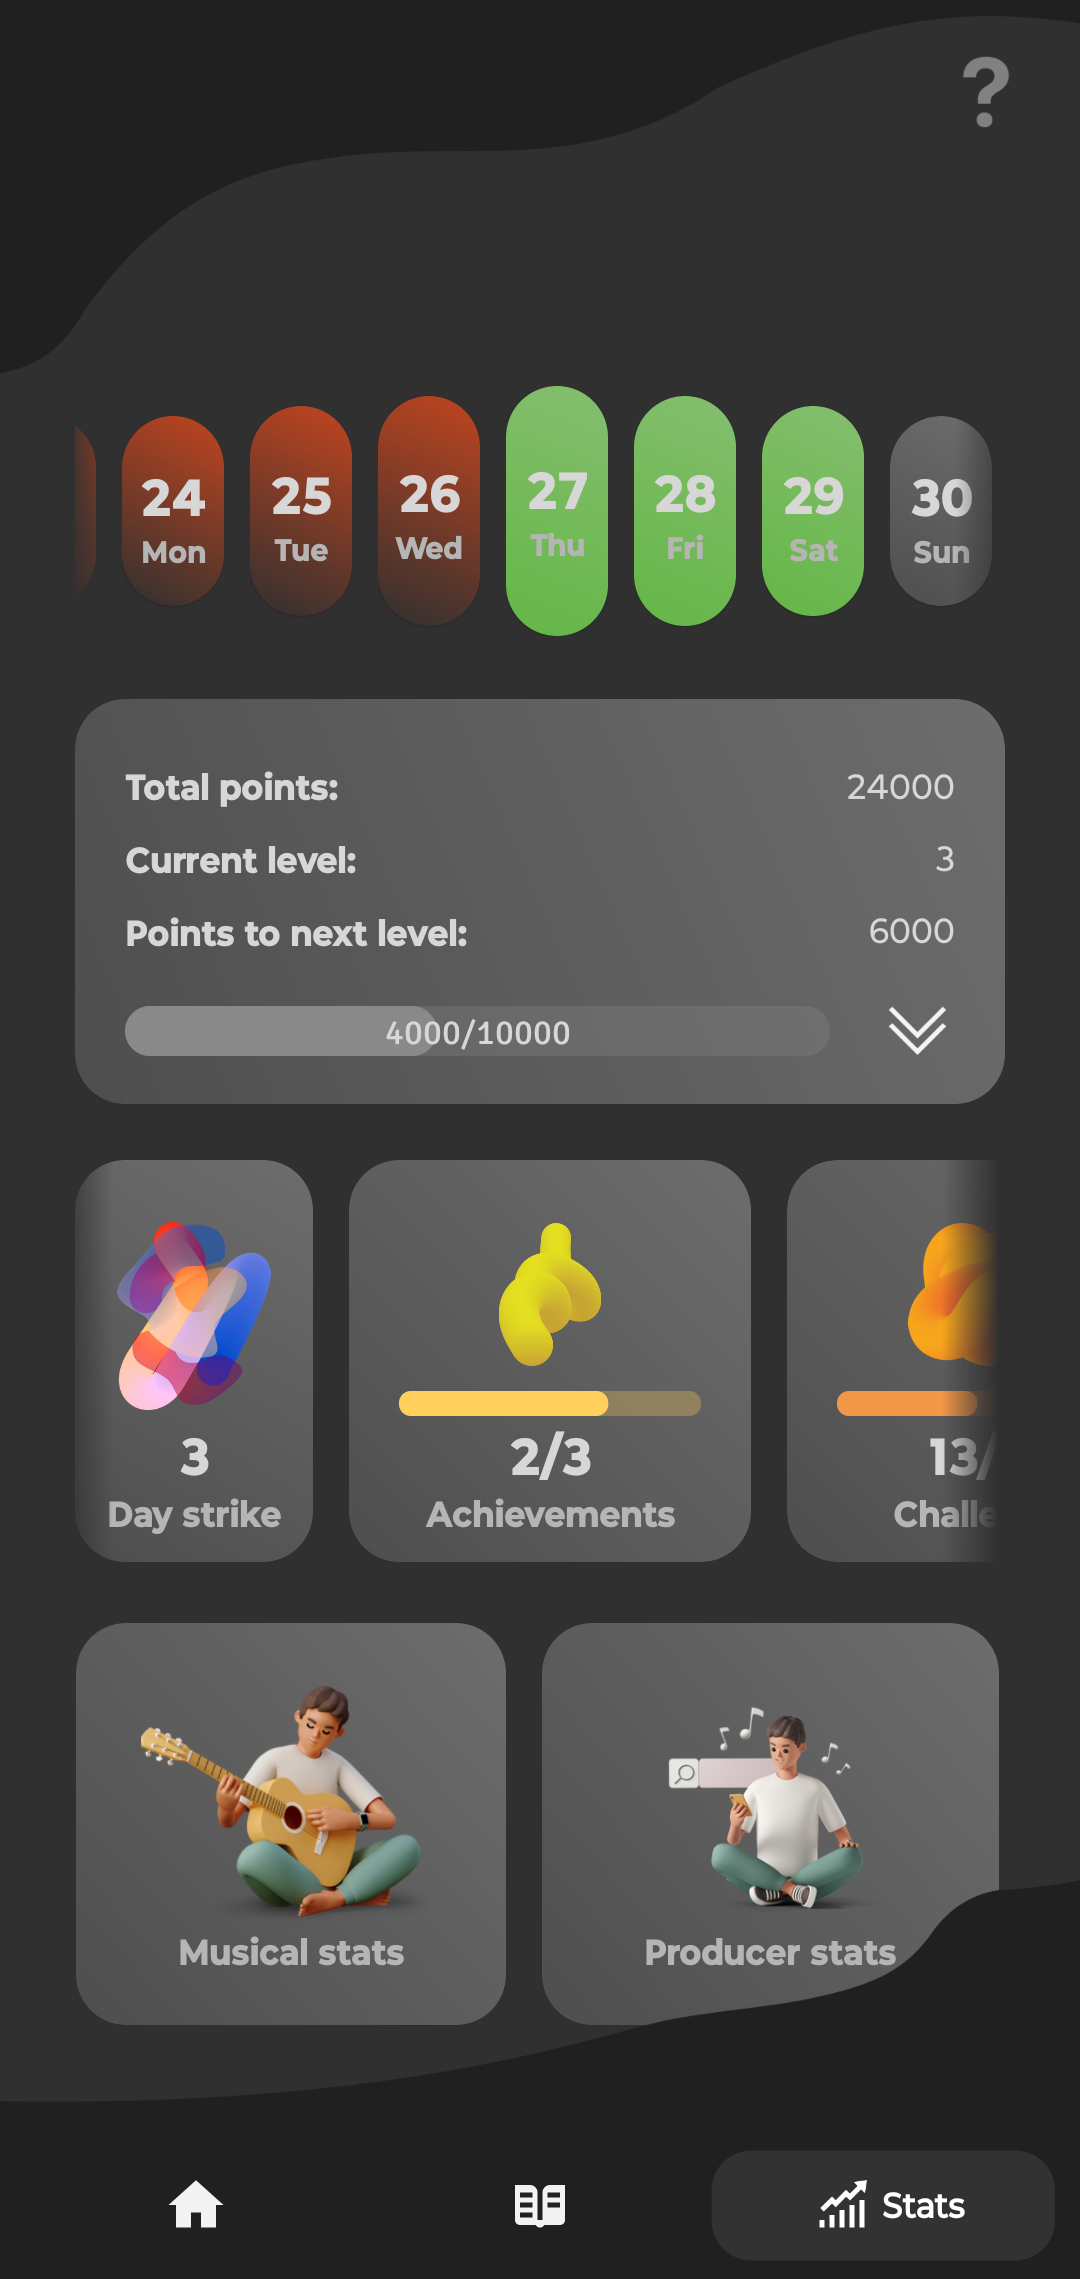 ?
24 25 26 27 28 29 30
Mon Tue Wed Thu Fri Sat Sun
Total points: 24000
Current level: 3
Points to next level: 6000
4000/10000
3 2/3 13/
Day strike Achievements Challe
Musical stats Producer stats
Stats